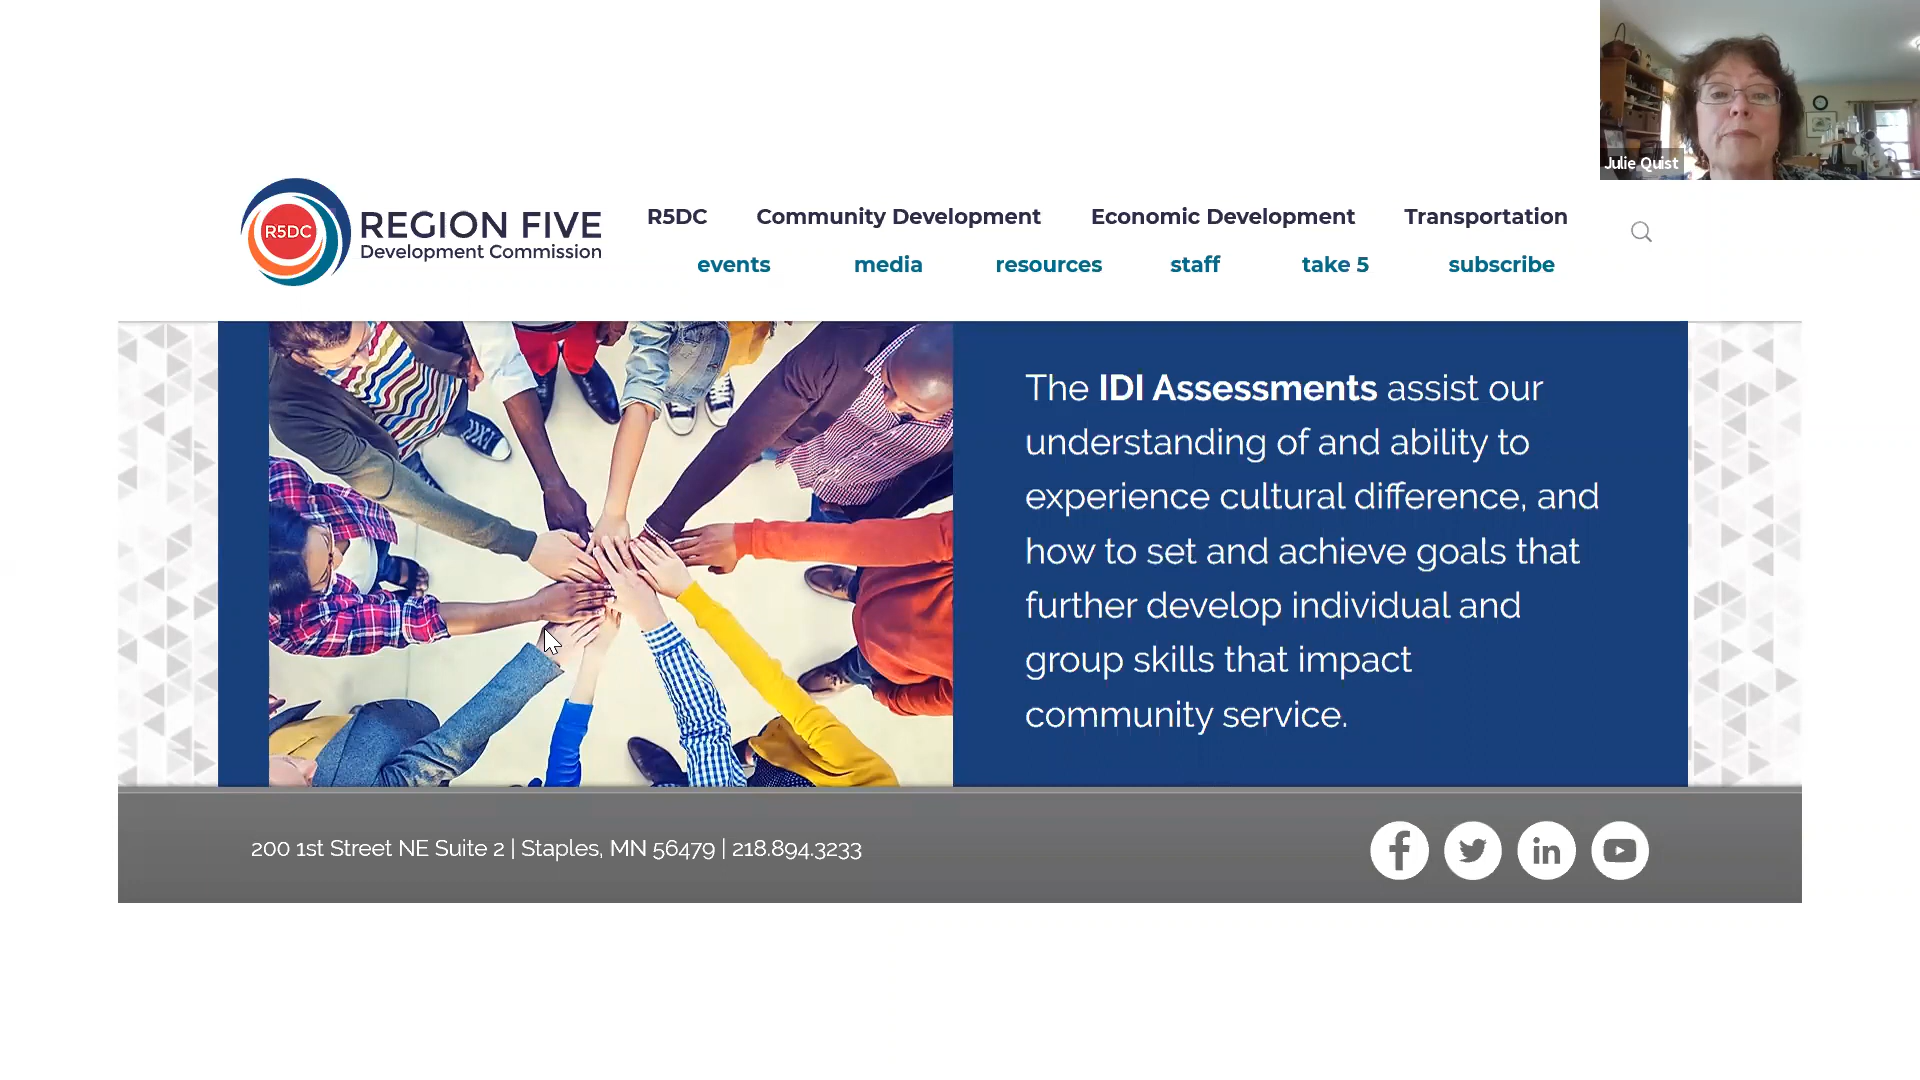 Julie Quist
R5DC
REGION FIVE
Development Commission
R5DC Community Development Economic Development Transportation
events media resources staff take 5 subscribe
The IDI Assessments assist our
understanding of and ability to
experience cultural difference, and
how to set and achieve goals that
further develop individual and
group skills that impact
community service.
200 1st Street NE Suite 2 | Staples, MN 56479 | 218.894.3233